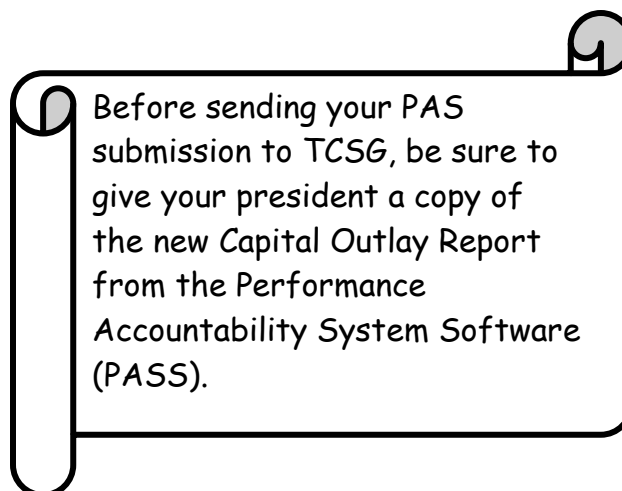 Before sending your PAS
submission to TCSG, be sure to
give your president a copy of
the new Capital Outlay Report
from the Performance
Accountability System Software
(PASS).